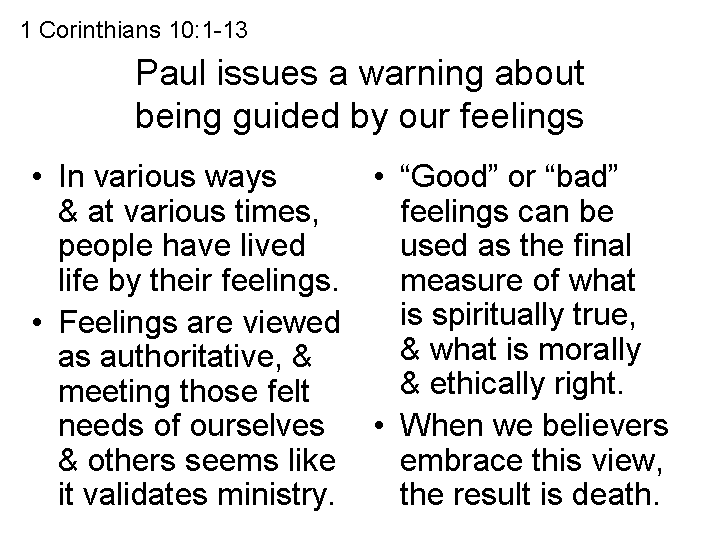 1 Corinthians 10:1-13
Paul issues a warning about
being guided by our feelings
• In various ways
& at various times,
people have lived
life by their feelings.
• Feelings are viewed
as authoritative, &
meeting those felt
needs of ourselves
& others seems like
it validates ministry.
• “Good” or “bad”
feelings can be
used as the final
measure of what
is spiritually true,
& what is morally
& ethically right.
• When we believers
embrace this view,
the result is death.